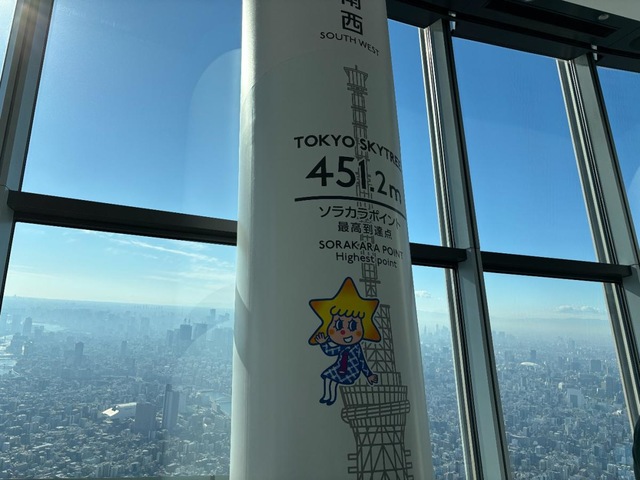 南西
SOUTH WEST
TOKYO SKYTREE
451.2m
ソラカラポイント
最高到達点
SORAKARA POINT
Highest point